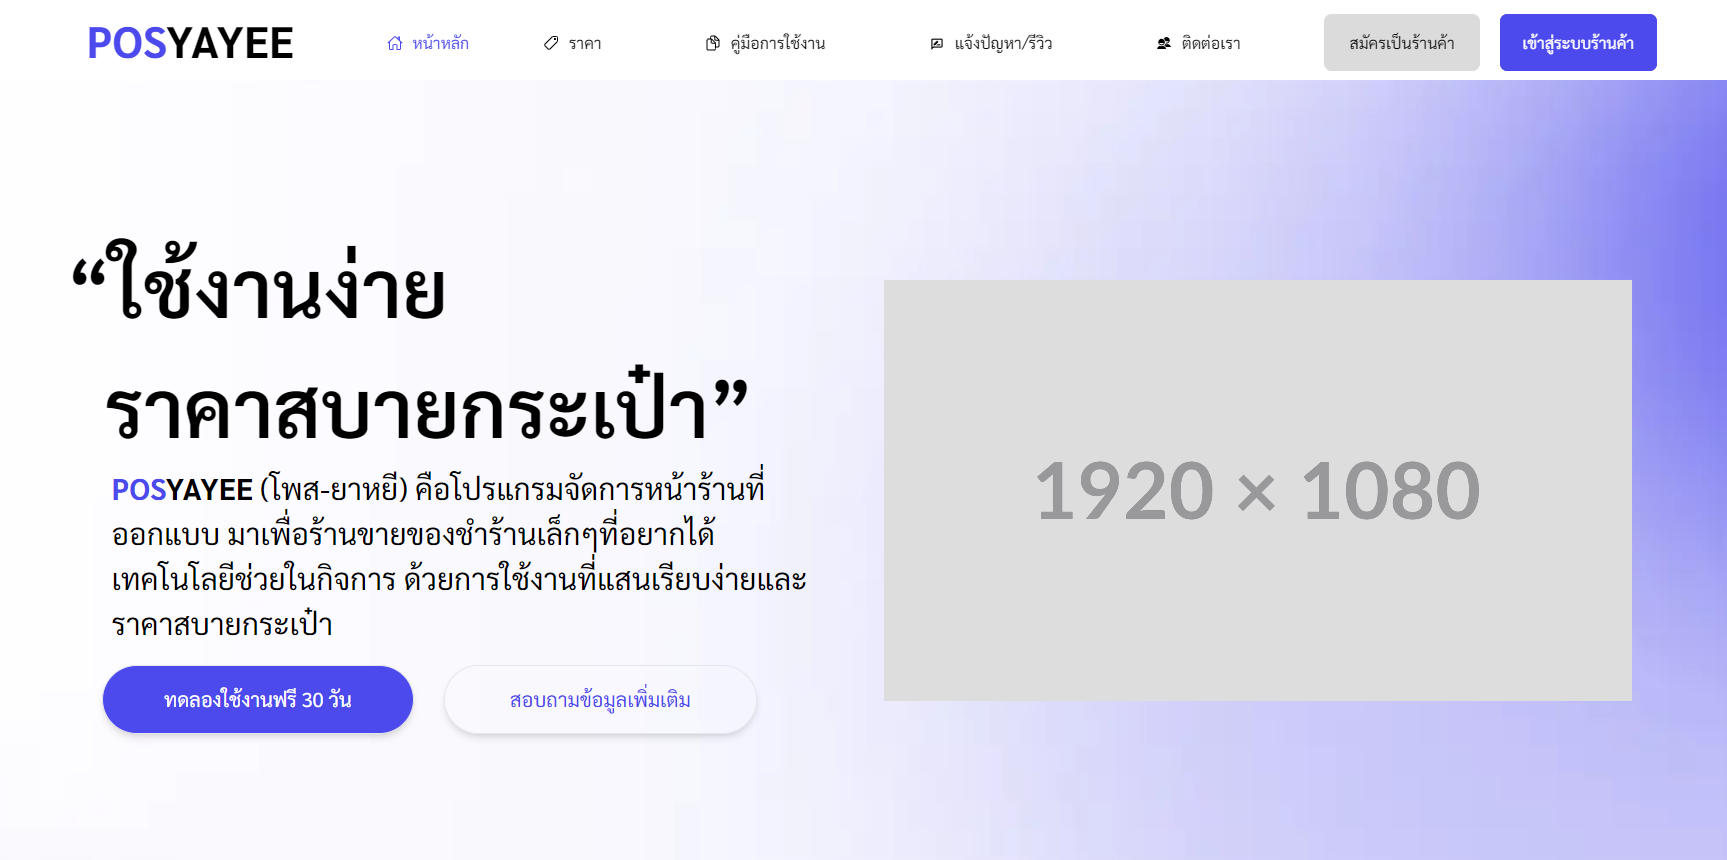 POSYAYEE
หน้าหลัก
ราคา
คู่มือการใช้งาน
แจ้งปัญหา/รีวิว
ติดต่อเรา
สมัครเป็นร้านค้า
เข้าสู่ระบบร้านค้า
“ใช้งานง่าย
ราคาสบายกระเป๋า”
POSYAYEE (โพส-ยาหยี) คือโปรแกรมจัดการหน้าร้านที่
ออกแบบ มาเพื่อร้านขายของชำร้านเล็กๆที่อยากได้
เทคโนโลยีช่วยในกิจการ ด้วยการใช้งานที่แสนเรียบง่ายและ
ราคาสบายกระเป๋า
ทดลองใช้งานฟรี 30 วัน
สอบถามข้อมูลเพิ่มเติม
1920 × 1080